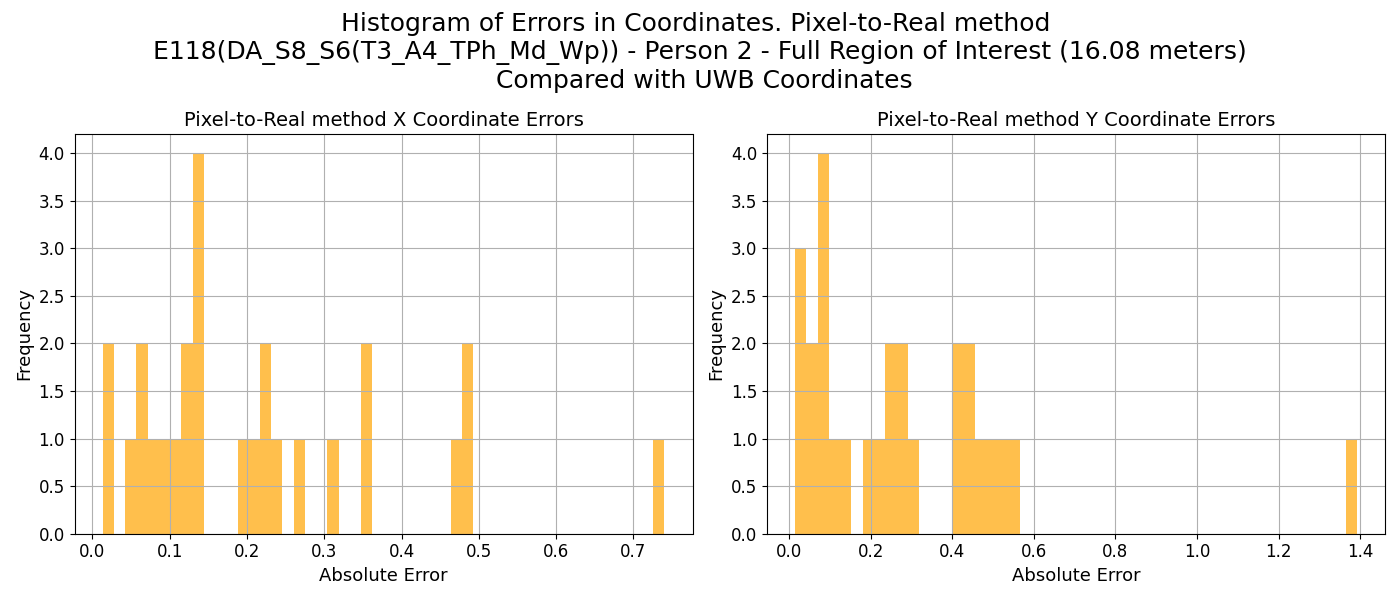 Histogram of Errors in Coordinates. Pixel-to-Real method
E118(DA_S8_S6(T3_A4_TPh_Md_Wp)) - Person 2 - Full Region of Interest (16.08 meters)
Compared with UWB Coordinates
Pixel-to-Real method X Coordinate Errors
4.0
3.5
3.0
2.5
2.0
1.5
1.0
0.5
0.0
Frequency
0.0 0.1 0.2 0.3 0.4 0.5 0.6 0.7
Absolute Error
Pixel-to-Real method Y Coordinate Errors
4.0
3.5
3.0
2.5
2.0
1.5
1.0
0.5
0.0
Frequency
0.0 0.2 0.4 0.6 0.8 1.0 1.2 1.4
Absolute Error